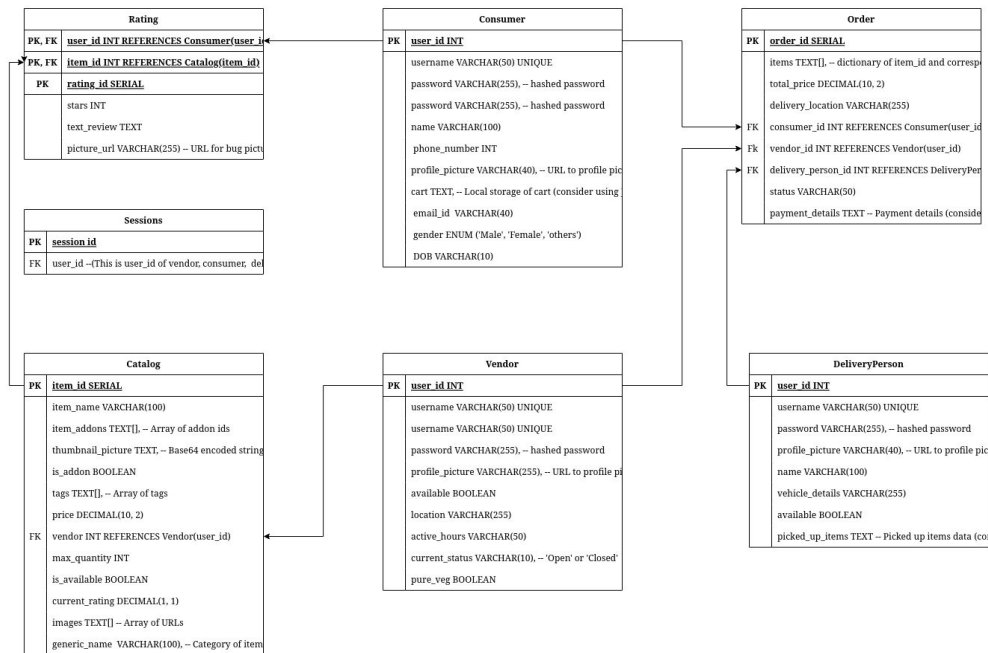 Rating
PK, FK user_id INT REFERENCES Consumer(user_i
PK, FK item_id INT REFERENCES Catalog(item_id)
PK rating_id SERIAL
stars INT
text_review TEXT
picture_url VARCHAR(255) -- URL for bug pictu
Consumer
PK user_id INT
username VARCHAR(50) UNIQUE
password VARCHAR(255), -- hashed password
password VARCHAR(255), -- hashed password
name VARCHAR(100)
phone_number INT
profile_picture VARCHAR(40), -- URL to profile pic
cart TEXT, -- Local storage of cart (consider using
email_id VARCHAR(40)
gender ENUM ('Male', 'Female', 'others')
DOB VARCHAR(10)
Order
PK order_id SERIAL
items TEXT[], -- dictionary of item_id and corresp
total_price DECIMAL(10, 2)
delivery_location VARCHAR(255)
FK consumer_id INT REFERENCES Consumer(user_id
Fk vendor_id INT REFERENCES Vendor(user_id)
FK delivery_person_id INT REFERENCES DeliveryPer
status VARCHAR(50)
payment_details TEXT -- Payment details (conside
Sessions
PK session id
FK user_id --(This is user_id of vendor, consumer, del
Catalog
PK item_id SERIAL
item_name VARCHAR(100)
item_addons TEXT[], -- Array of addon ids
thumbnail_picture TEXT, -- Base64 encoded string
is_addon BOOLEAN
tags TEXT[], -- Array of tags
price DECIMAL(10, 2)
FK vendor INT REFERENCES Vendor(user_id)
max_quantity INT
is_available BOOLEAN
current_rating DECIMAL(1, 1)
images TEXT[] -- Array of URLs
generic_name VARCHAR(100), -- Category of item
Vendor
PK user_id INT
username VARCHAR(50) UNIQUE
username VARCHAR(50) UNIQUE
password VARCHAR(255), -- hashed password
profile_picture VARCHAR(255), -- URL to profile pi
available BOOLEAN
location VARCHAR(255)
active_hours VARCHAR(50)
current_status VARCHAR(10), -- 'Open' or 'Closed'
pure_veg BOOLEAN
DeliveryPerson
PK user_id INT
username VARCHAR(50) UNIQUE
password VARCHAR(255), -- hashed password
profile_picture VARCHAR(40), -- URL to profile pic
name VARCHAR(100)
vehicle_details VARCHAR(255)
available BOOLEAN
picked_up_items TEXT -- Picked up items data (co